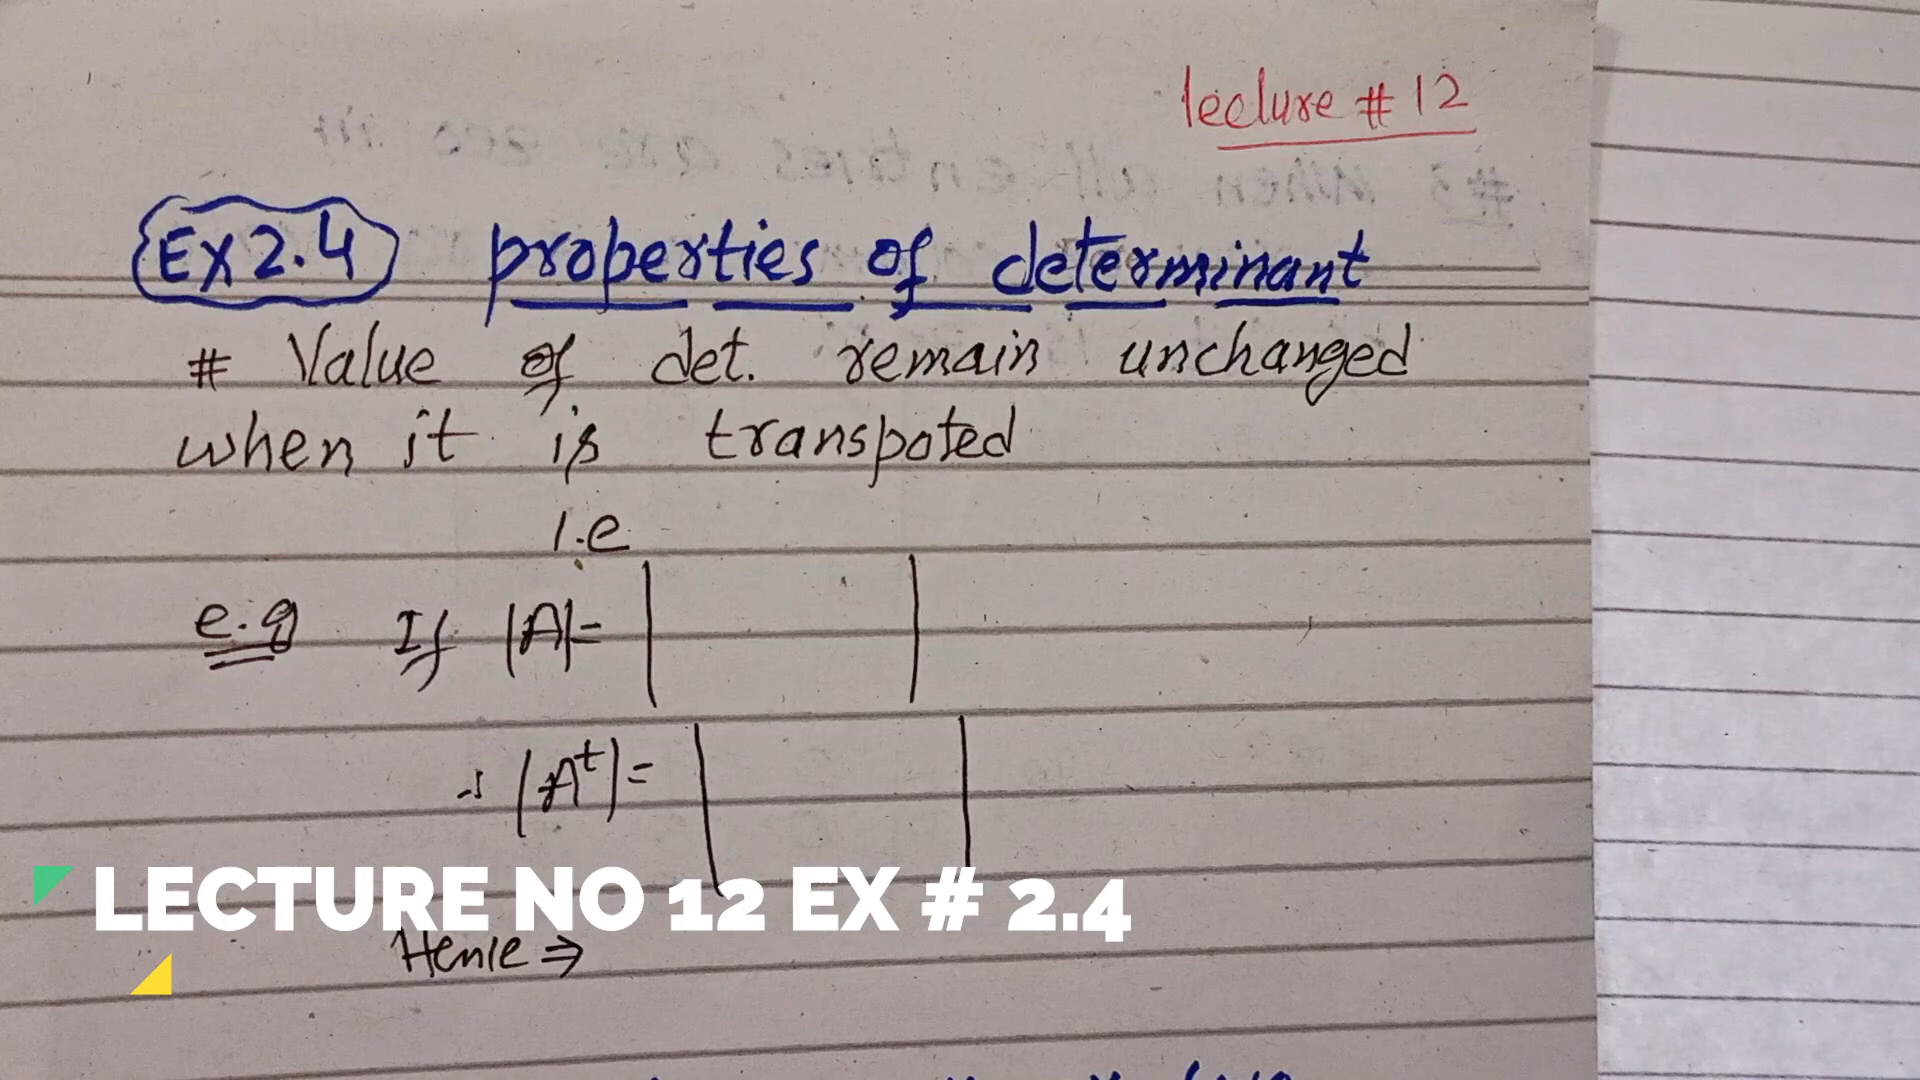 lecture # 12
Ex 2.4 properties of determinant
# Value of det. remain unchanged
when it is transpoted
i.e
e.g If |A|=
|A^t|=
LECTURE NO 12 EX # 2.4
Hence ⇒